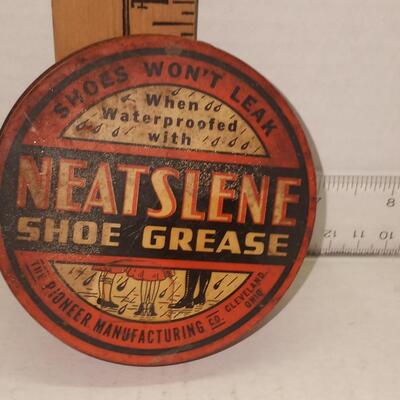 SHOES WON'T LEAK
When
Waterproofed
with
NEATSLENE
SHOE GREASE
THE PIONEER MANUFACTURING CO. CLEVELAND, OHIO
8
10 11 12